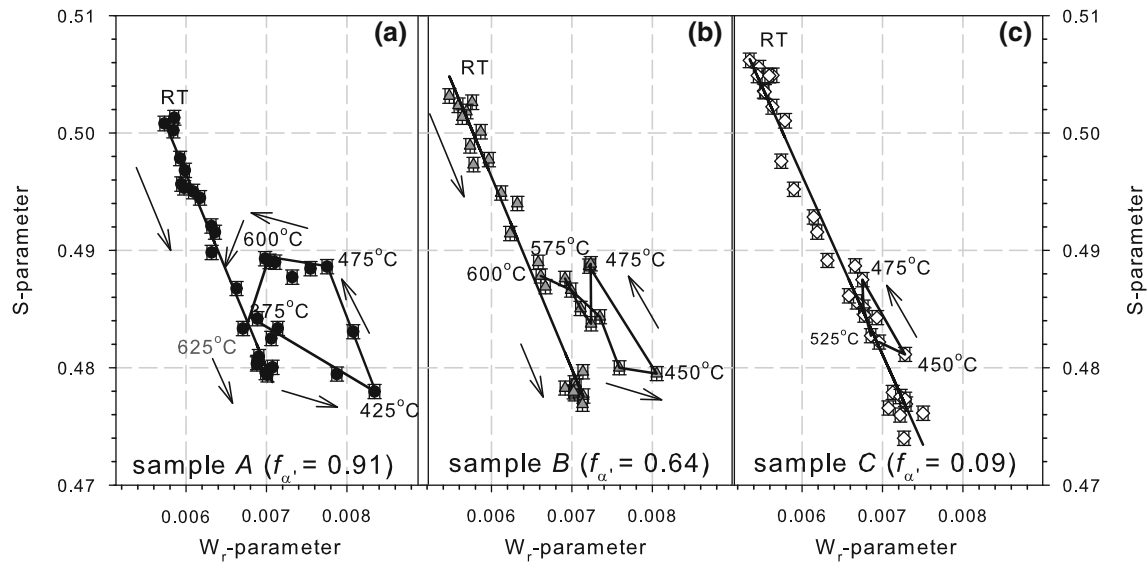 0.51
0.50
0.49
0.48
0.47
S-parameter
(a)
RT
600°C
475°C
375°C
625°C
425°C
sample A (fα' = 0.91)
0.006 0.007 0.008
Wr-parameter
(b)
RT
575°C
600°C
475°C
450°C
sample B (fα' = 0.64)
0.006 0.007 0.008
Wr-parameter
(c)
RT
475°C
525°C
450°C
sample C (fα' = 0.09)
0.006 0.007 0.008
Wr-parameter
0.51
0.50
0.49
0.48
0.47
S-parameter